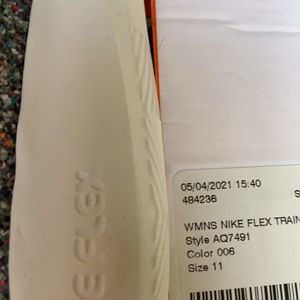 E FLEX
05/04/2021 15:40
484236
S
WMNS NIKE FLEX TRAIN
Style AQ7491
Color 006
Size 11